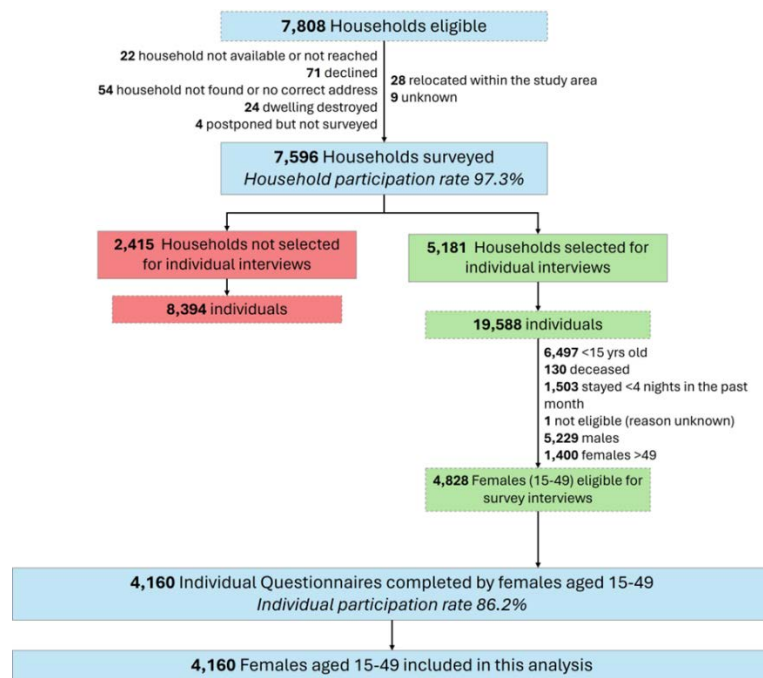 7,808 Households eligible
22 household not available or not reached
71 declined
54 household not found or no correct address
24 dwelling destroyed
4 postponed but not surveyed
28 relocated within the study area
9 unknown
7,596 Households surveyed
Household participation rate 97.3%
2,415 Households not selected
for individual interviews
8,394 individuals
5,181 Households selected for
individual interviews
19,588 individuals
6,497 <15 yrs old
130 deceased
1,503 stayed <4 nights in the past
month
1 not eligible (reason unknown)
5,229 males
1,400 females >49
4,828 Females (15-49) eligible for
survey interviews
4,160 Individual Questionnaires completed by females aged 15-49
Individual participation rate 86.2%
4,160 Females aged 15-49 included in this analysis